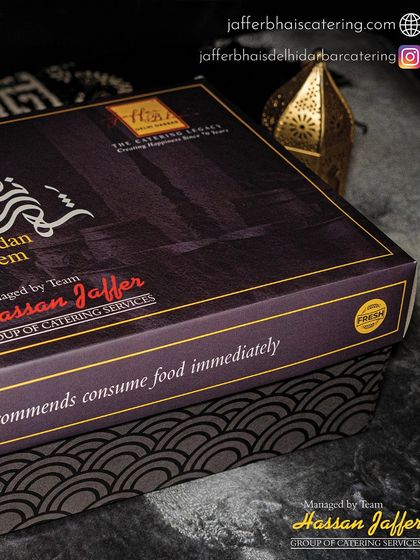 jafferbhaiscatering.com
jafferbhaisdelhidarbarcatering
DELHI DARBAR
THE CATERING LEGACY
Creating Happiness Since
Years
dan
em
Managed by Team
Hassan Jaffer
GROUP OF CATERING SERVICES
FRESH
commends consume food immediately
Managed by Team
Hassan Jaffer
GROUP OF CATERING SERVICES